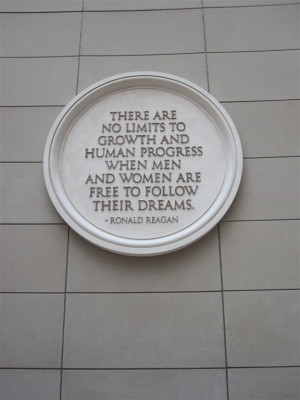 THERE ARE
NO LIMITS TO
GROWTH AND
HUMAN PROGRESS
WHEN MEN
AND WOMEN ARE
FREE TO FOLLOW
THEIR DREAMS.
- RONALD REAGAN